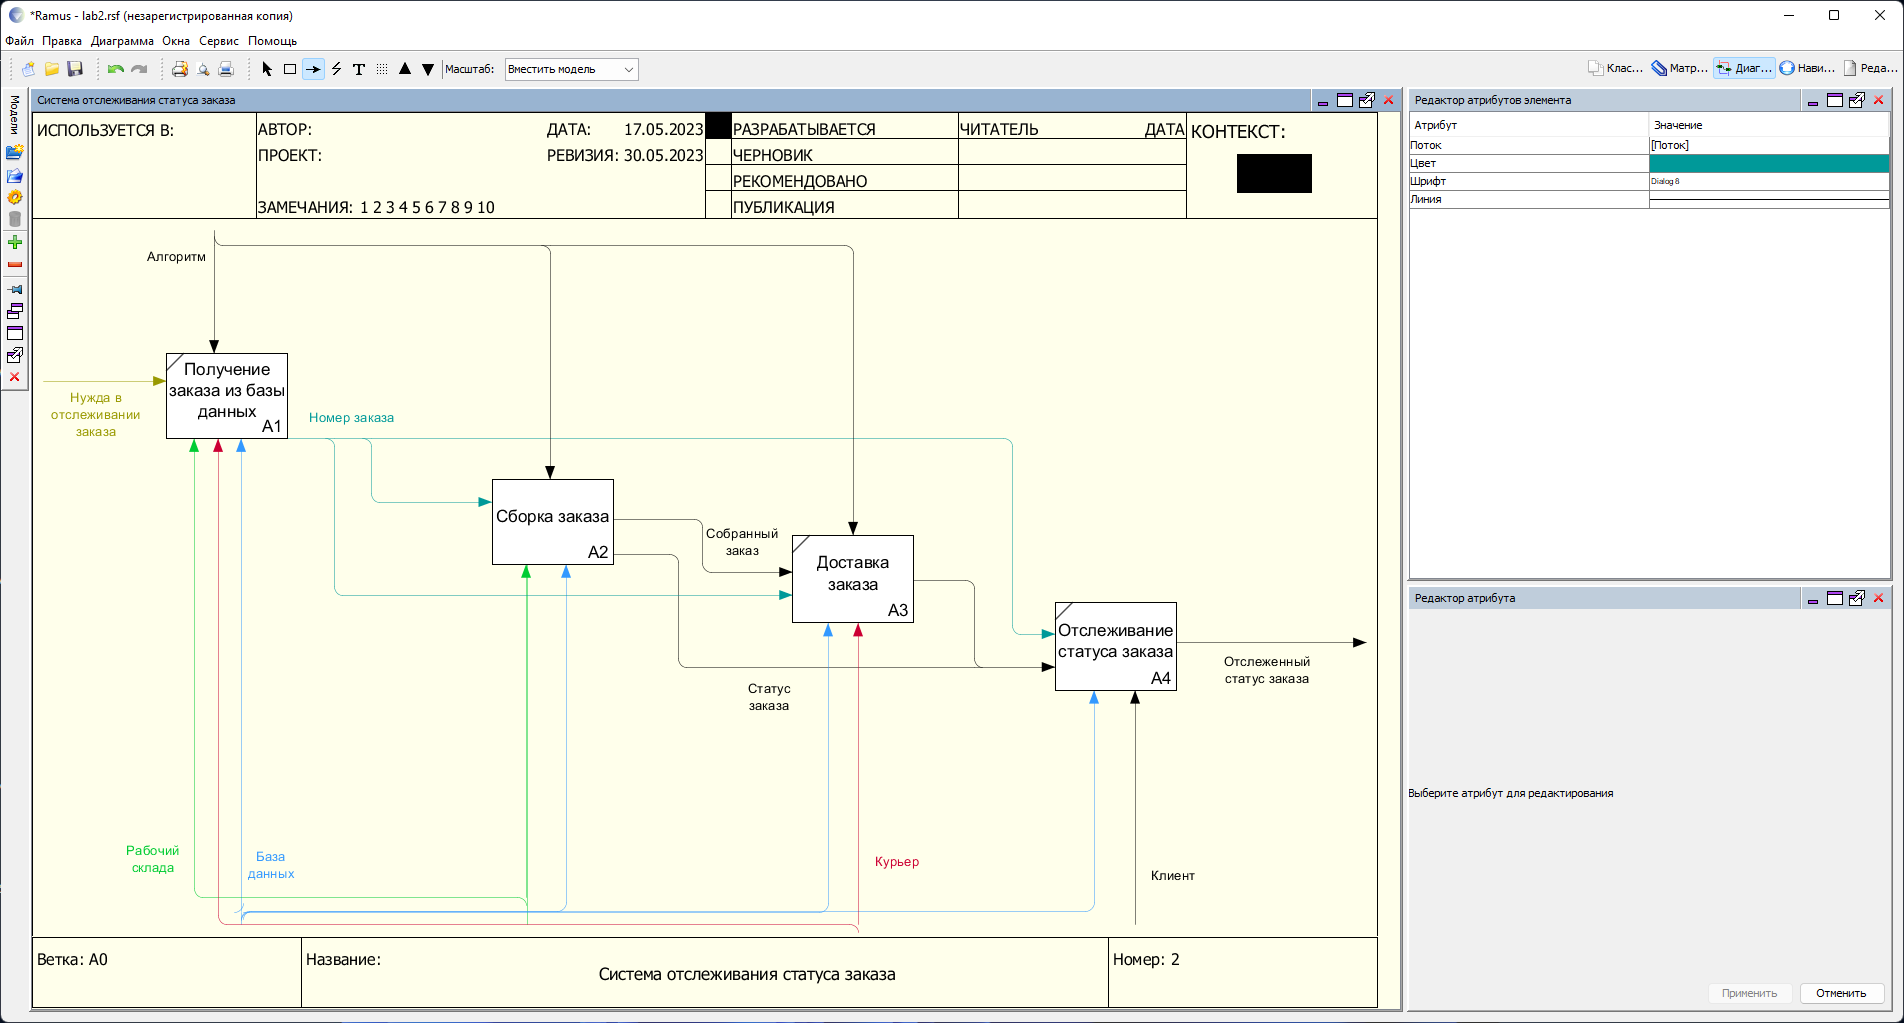 *Ramus - lab2.rsf (незарегистрированная копия)
Файл Правка Диаграмма Окна Сервис Помощь
Масштаб: Вместить модель
Клас... Матр... Диаг... Нави... Реда...
Модели
Система отслеживания статуса заказа
ИСПОЛЬЗУЕТСЯ В:
АВТОР:
ДАТА: 17.05.2023
ПРОЕКТ:
РЕВИЗИЯ: 30.05.2023
ЗАМЕЧАНИЯ: 1 2 3 4 5 6 7 8 9 10
РАЗРАБАТЫВАЕТСЯ
ЧЕРНОВИК
РЕКОМЕНДОВАНО
ПУБЛИКАЦИЯ
ЧИТАТЕЛЬ
ДАТА
КОНТЕКСТ:
Алгоритм
Получение
заказа из базы
данных
A1
Нужда в
отслеживании
заказа
Номер заказа
Сборка заказа
A2
Собранный
заказ
Доставка
заказа
A3
Отслеживание
статуса заказа
A4
Отслеженный
статус заказа
Статус
заказа
Рабочий
склада
База
данных
Курьер
Клиент
Ветка: A0
Название:
Система отслеживания статуса заказа
Номер: 2
Редактор атрибутов элемента
Атрибут Значение
Поток [Поток]
Цвет
Шрифт Dialog 8
Линия
Редактор атрибута
Выберите атрибут для редактирования
Применить Отменить